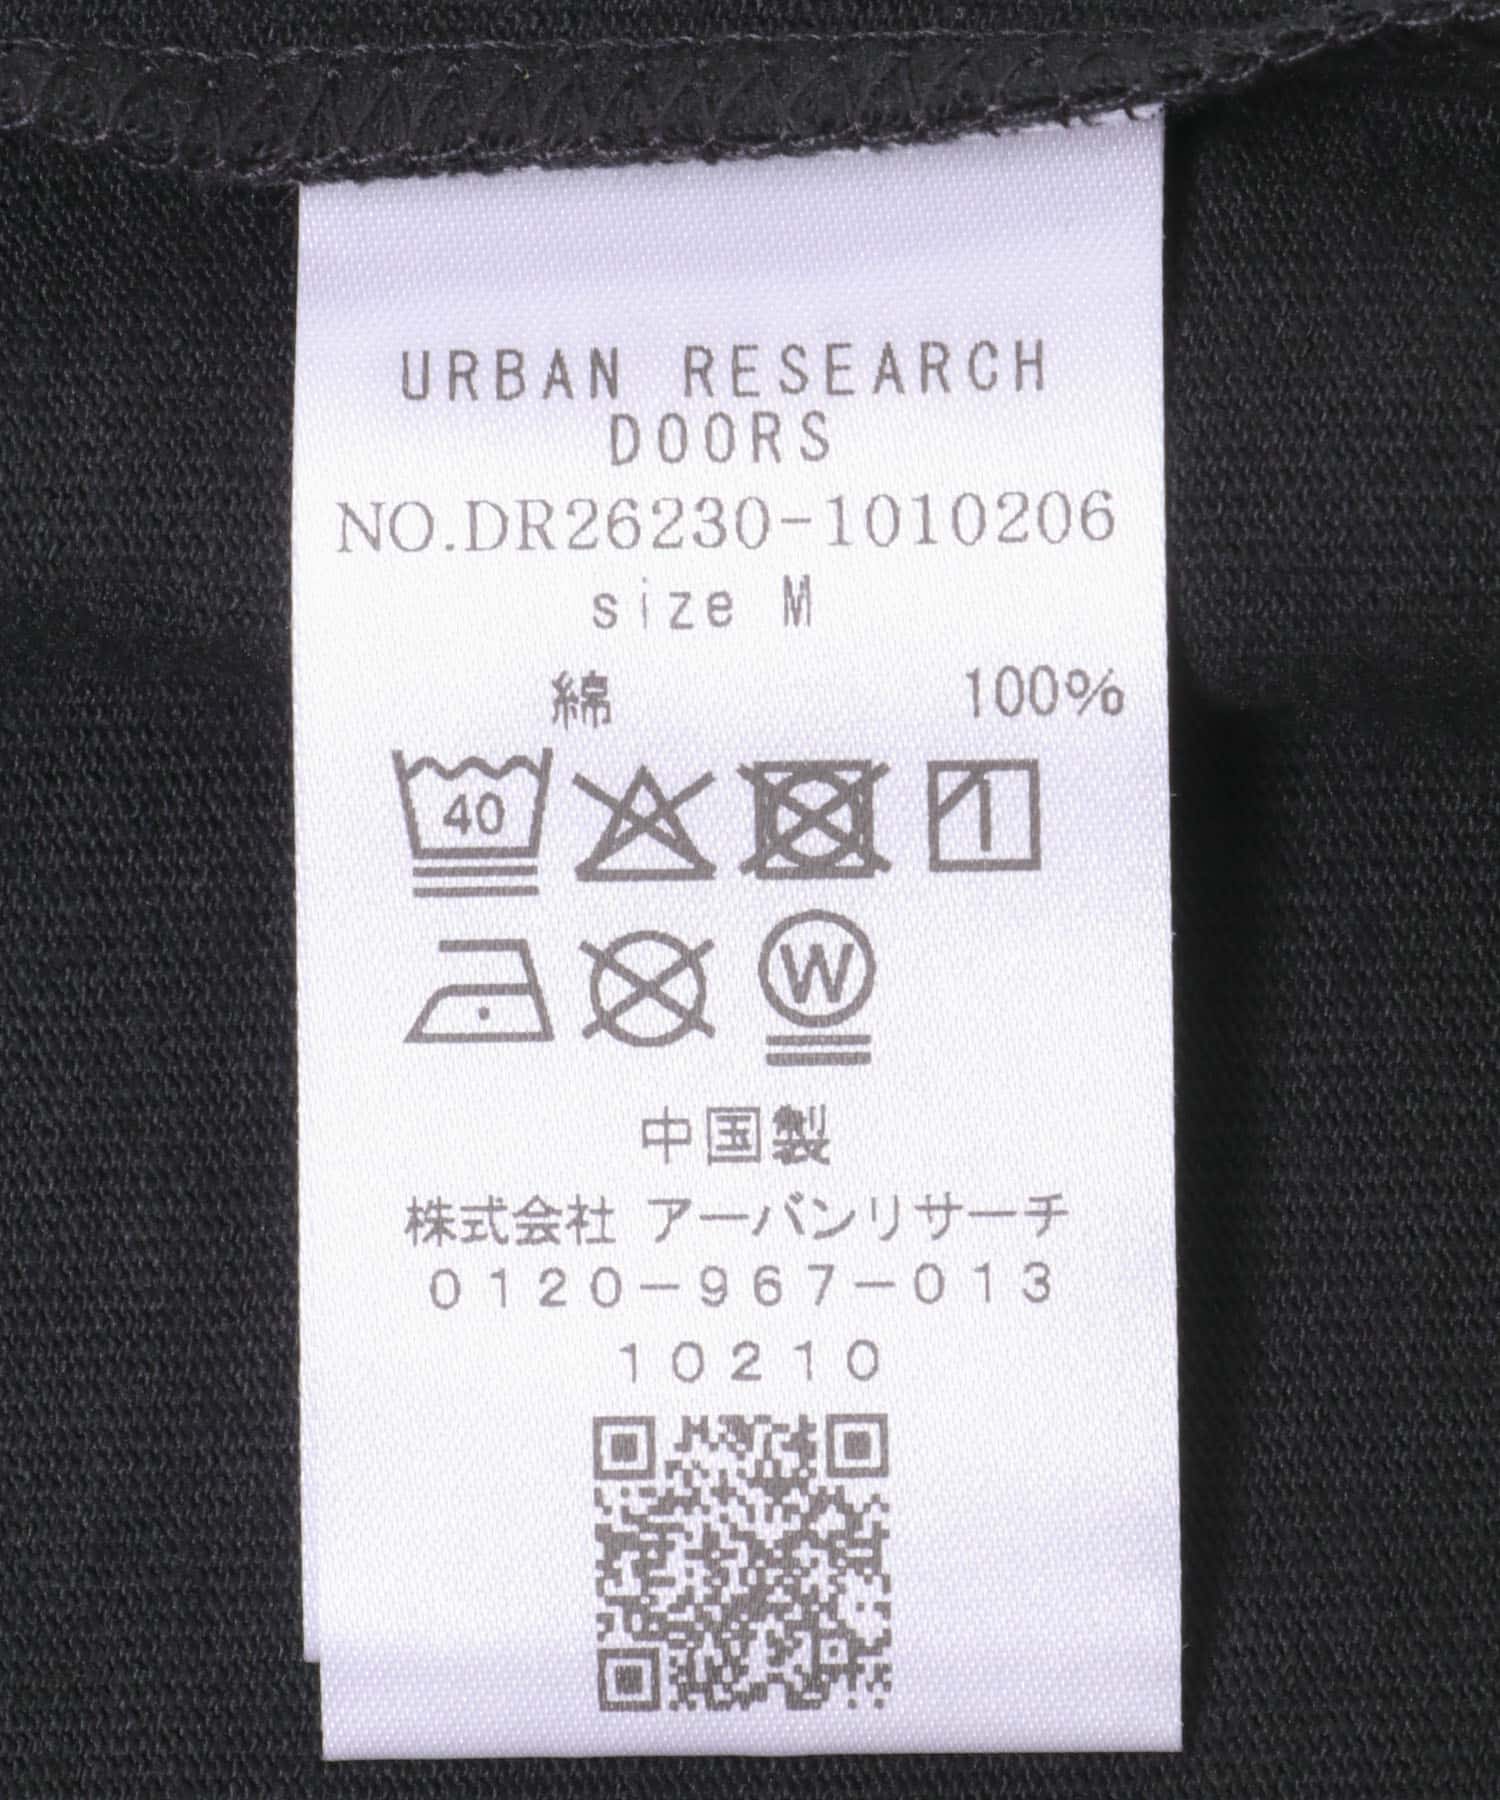 URBAN RESEARCH
DOORS
NO.DR26230-1010206
size M
綿 100%
40
W
中国製
株式会社 アーバンリサーチ
0120-967-013
10210